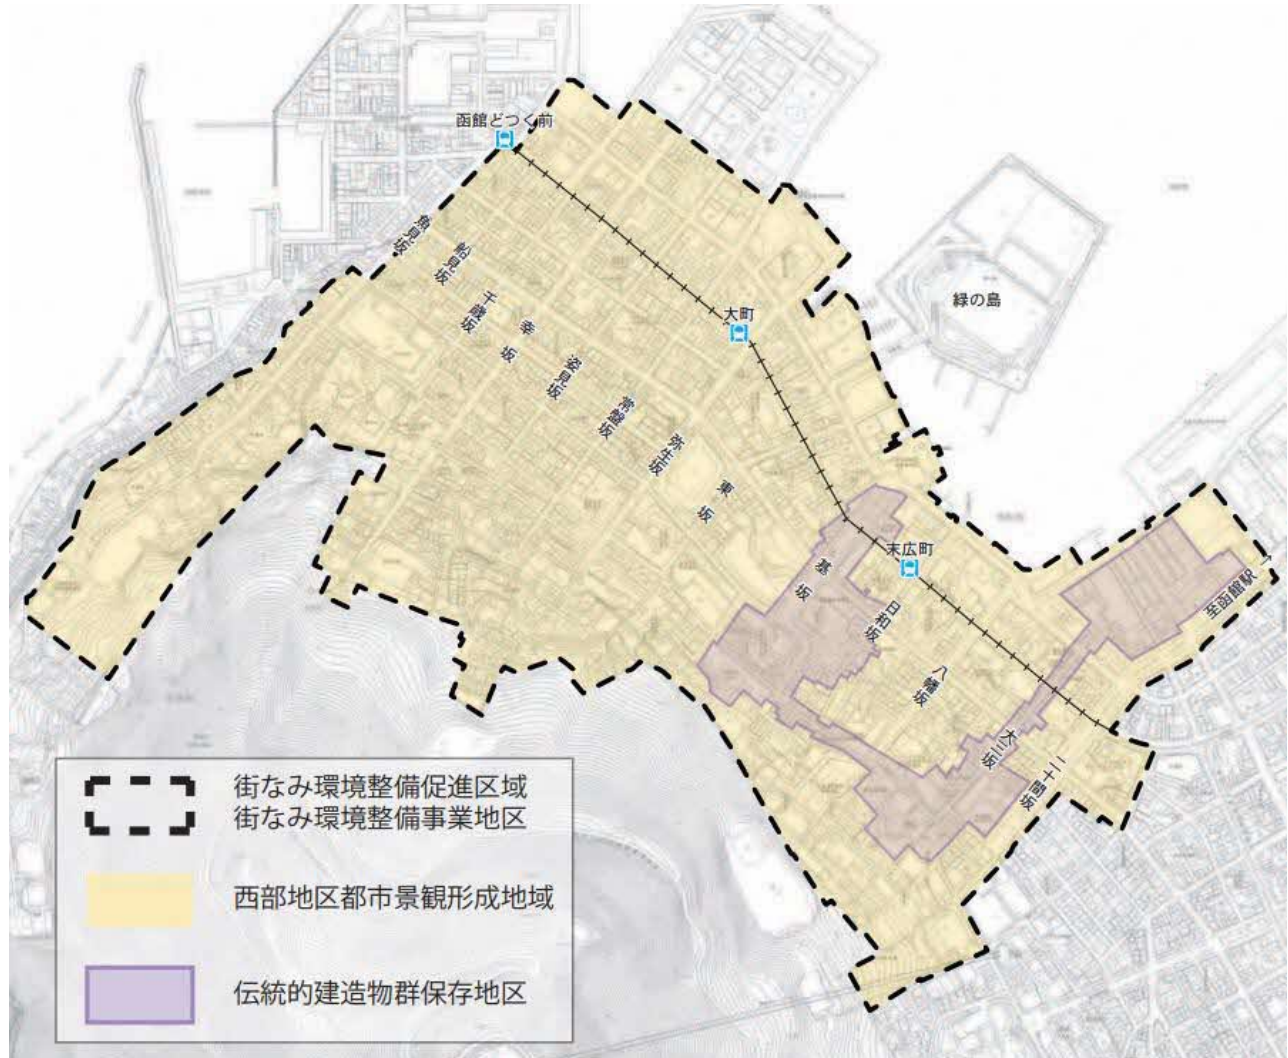 函館どつく前
魚見坂
船見坂
千歳坂
幸坂
姿見坂
常盤坂
弥生坂
東坂
大町
緑の島
末広町
基坂
日和坂
八幡坂
大三坂
二十間坂
至函館駅→
街なみ環境整備促進区域
街なみ環境整備事業地区
西部地区都市景観形成地域
伝統的建造物群保存地区